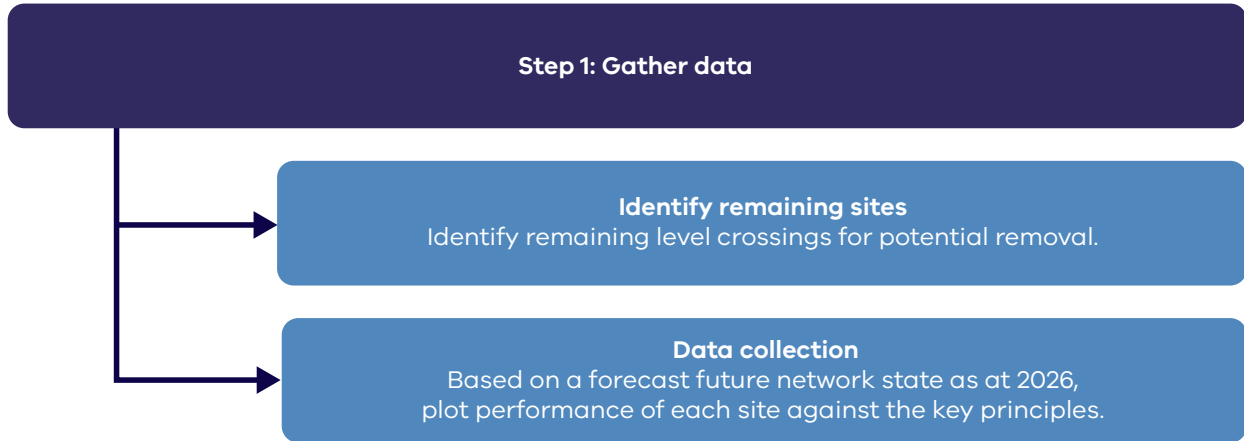 Step 1: Gather data
Identify remaining sites
Identify remaining level crossings for potential removal.
Data collection
Based on a forecast future network state as at 2026,
plot performance of each site against the key principles.